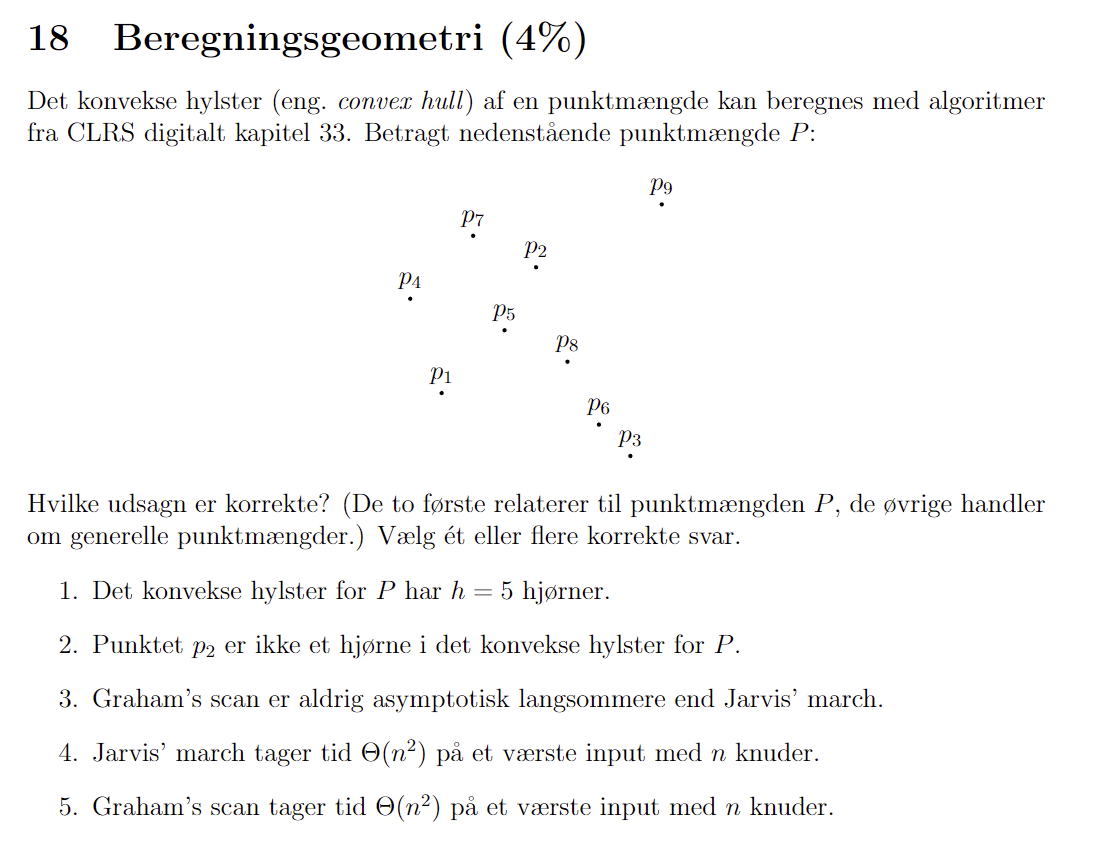 18 Beregningsgeometri (4%)
Det konvekse hylster (eng. convex hull) af en punktmængde kan beregnes med algoritmer
fra CLRS digitalt kapitel 33. Betragt nedenstående punktmængde P:
p9
p7
p2
p4
p5
p8
p1
p6
p3
Hvilke udsagn er korrekte? (De to første relaterer til punktmængden P, de øvrige handler
om generelle punktmængder.) Vælg ét eller flere korrekte svar.
1. Det konvekse hylster for P har h = 5 hjørner.
2. Punktet p2 er ikke et hjørne i det konvekse hylster for P.
3. Graham's scan er aldrig asymptotisk langsommere end Jarvis' march.
4. Jarvis' march tager tid Θ(n²) på et værste input med n knuder.
5. Graham's scan tager tid Θ(n²) på et værste input med n knuder.